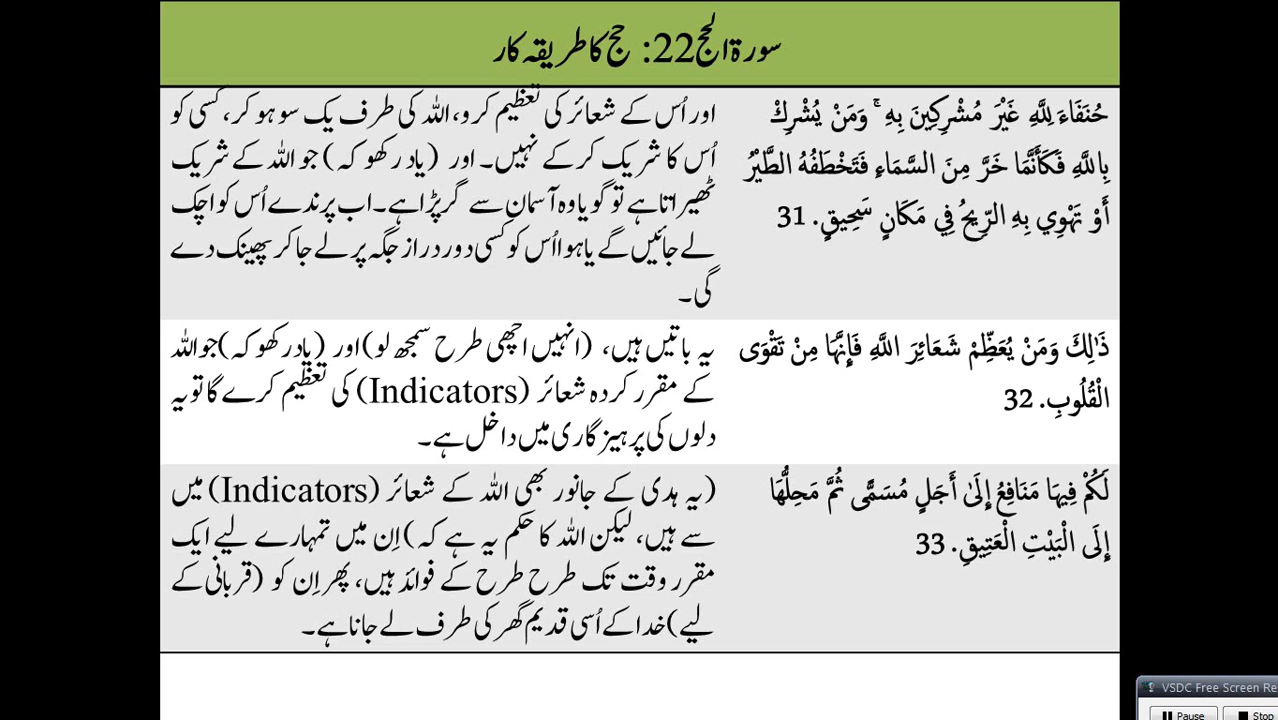 سورۃ الحج 22: حج کا طریقہ کار
حُنَفَاءَ لِلَّهِ غَيْرَ مُشْرِكِينَ بِهِ ۚ وَمَنْ يُشْرِكْ
بِاللَّهِ فَكَأَنَّمَا خَرَّ مِنَ السَّمَاءِ فَتَخْطَفُهُ الطَّيْرُ
أَوْ تَهْوِي بِهِ الرِّيحُ فِي مَكَانٍ سَحِيقٍ. 31
اور اُس کے شعائر کی تعظیم کرو، اللہ کی طرف یک سو ہو کر، کسی کو
اُس کا شریک کر کے نہیں۔ اور (یاد رکھو کہ) جو اللہ کے شریک
ٹھیراتا ہے تو گویا وہ آسمان سے گر پڑا ہے۔ اب پرندے اُس کو اچک
لے جائیں گے یا ہوا اُس کو کسی دور دراز جگہ پر لے جا کر پھینک دے
گی۔
ذَٰلِكَ وَمَنْ يُعَظِّمْ شَعَائِرَ اللَّهِ فَإِنَّهَا مِنْ تَقْوَى
الْقُلُوبِ. 32
یہ باتیں ہیں، (انہیں اچھی طرح سمجھ لو) اور (یاد رکھو کہ) جو اللہ
کے مقرر کردہ شعائر (Indicators) کی تعظیم کرے گا تو یہ
دلوں کی پرہیز گاری میں داخل ہے۔
لَكُمْ فِيهَا مَنَافِعُ إِلَىٰ أَجَلٍ مُسَمًّى ثُمَّ مَحِلُّهَا
إِلَى الْبَيْتِ الْعَتِيقِ. 33
(یہ ہدی کے جانور بھی اللہ کے شعائر (Indicators) میں
سے ہیں، لیکن اللہ کا حکم یہ ہے کہ) اِن میں تمہارے لیے ایک
مقرر وقت تک طرح طرح کے فوائد ہیں، پھر اِن کو (قربانی کے
لیے) خدا کے اُسی قدیم گھر کی طرف لے جانا ہے۔
VSDC Free Screen Re
Pause Stop